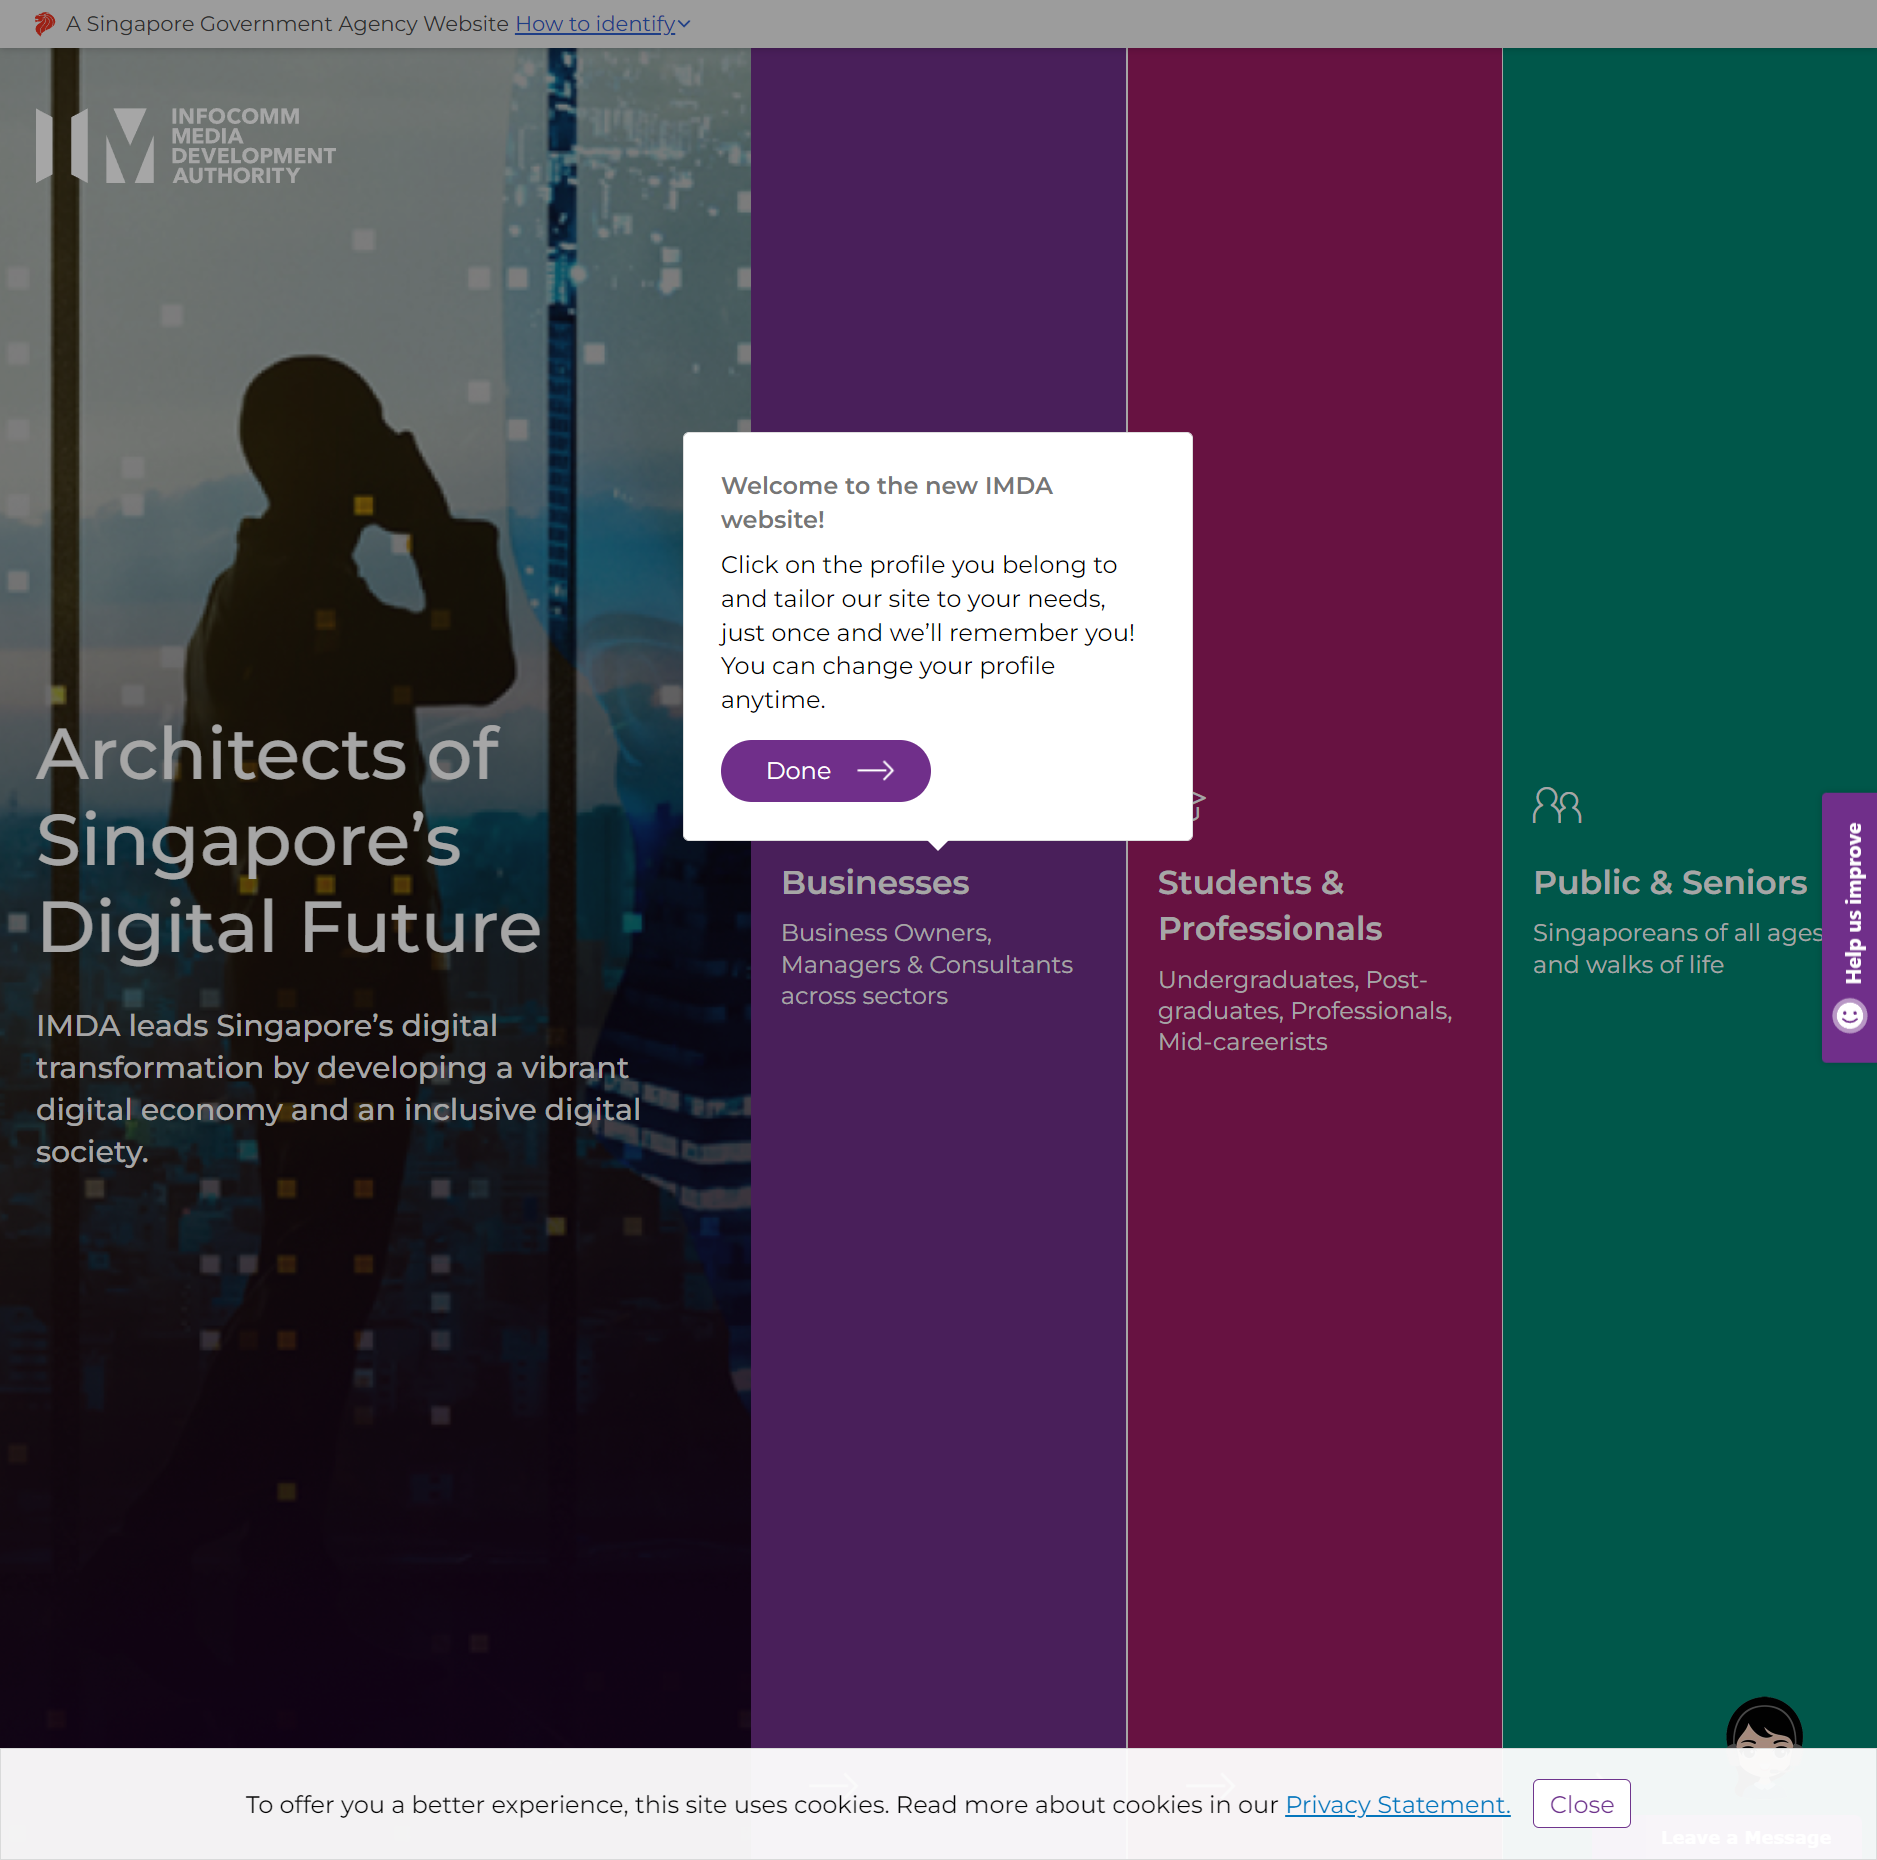 A Singapore Government Agency Website How to identify
INFOCOMM
MEDIA
DEVELOPMENT
AUTHORITY
Architects of
Singapore’s
Digital Future
IMDA leads Singapore’s digital
transformation by developing a vibrant
digital economy and an inclusive digital
society.
Welcome to the new IMDA
website!
Click on the profile you belong to
and tailor our site to your needs,
just once and we’ll remember you!
You can change your profile
anytime.
Done
Businesses
Business Owners,
Managers & Consultants
across sectors
Students &
Professionals
Undergraduates, Post-
graduates, Professionals,
Mid-careerists
Public & Seniors
Singaporeans of all ages
and walks of life
Help us improve
To offer you a better experience, this site uses cookies. Read more about cookies in our Privacy Statement.
Close
Leave a Message